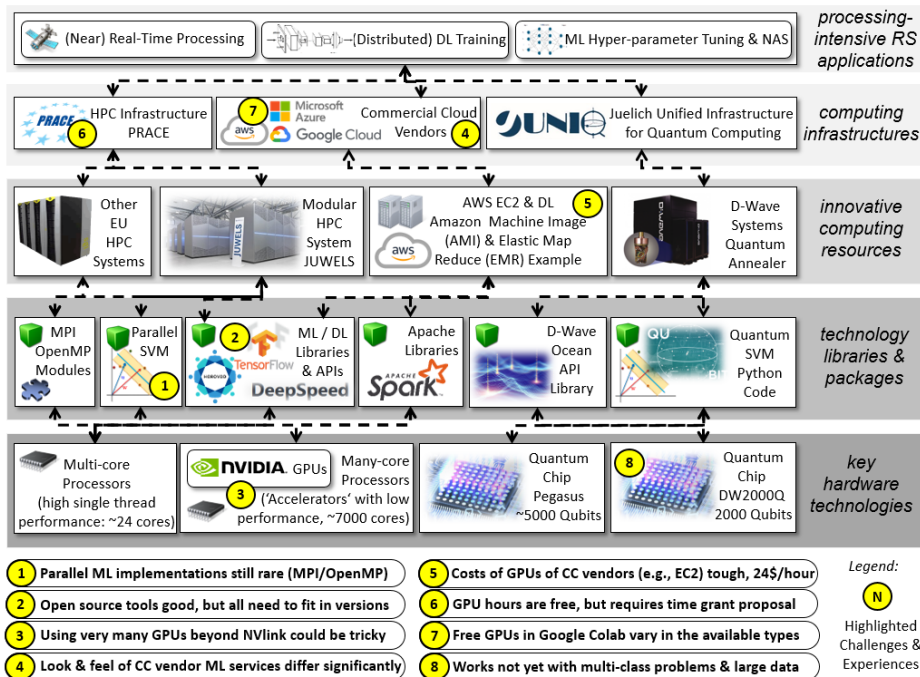 (Near) Real-Time Processing
(Distributed) DL Training
ML Hyper-parameter Tuning & NAS
processing-
intensive RS
applications
PRACE
6
HPC Infrastructure
PRACE
7
aws
Microsoft
Azure
Google Cloud
Commercial Cloud
Vendors
4
JUNIQ
Juelich Unified Infrastructure
for Quantum Computing
computing
infrastructures
Other
EU
HPC
Systems
JUWELS
Modular
HPC
System
JUWELS
aws
AWS EC2 & DL
Amazon Machine Image
(AMI) & Elastic Map
Reduce (EMR) Example
5
D-Wave
Systems
Quantum
Annealer
innovative
computing
resources
MPI
OpenMP
Modules
Parallel
SVM
1
2
HOROVOD
TensorFlow
DeepSpeed
ML / DL
Libraries
& APIs
Apache
Libraries
APACHE
Spark
D-Wave
Ocean
API
Library
QU
Quantum
SVM
Python
Code
technology
libraries &
packages
Multi-core
Processors
(high single thread
performance: ~24 cores)
NVIDIA. GPUs
3
Many-core
Processors
('Accelerators' with low
performance, ~7000 cores)
Quantum
Chip
Pegasus
~5000 Qubits
8
Quantum
Chip
DW2000Q
2000 Qubits
key
hardware
technologies
1 Parallel ML implementations still rare (MPI/OpenMP)
2 Open source tools good, but all need to fit in versions
3 Using very many GPUs beyond NVlink could be tricky
4 Look & feel of CC vendor ML services differ significantly
5 Costs of GPUs of CC vendors (e.g., EC2) tough, 24$/hour
6 GPU hours are free, but requires time grant proposal
7 Free GPUs in Google Colab vary in the available types
8 Works not yet with multi-class problems & large data
Legend:
N
Highlighted
Challenges &
Experiences